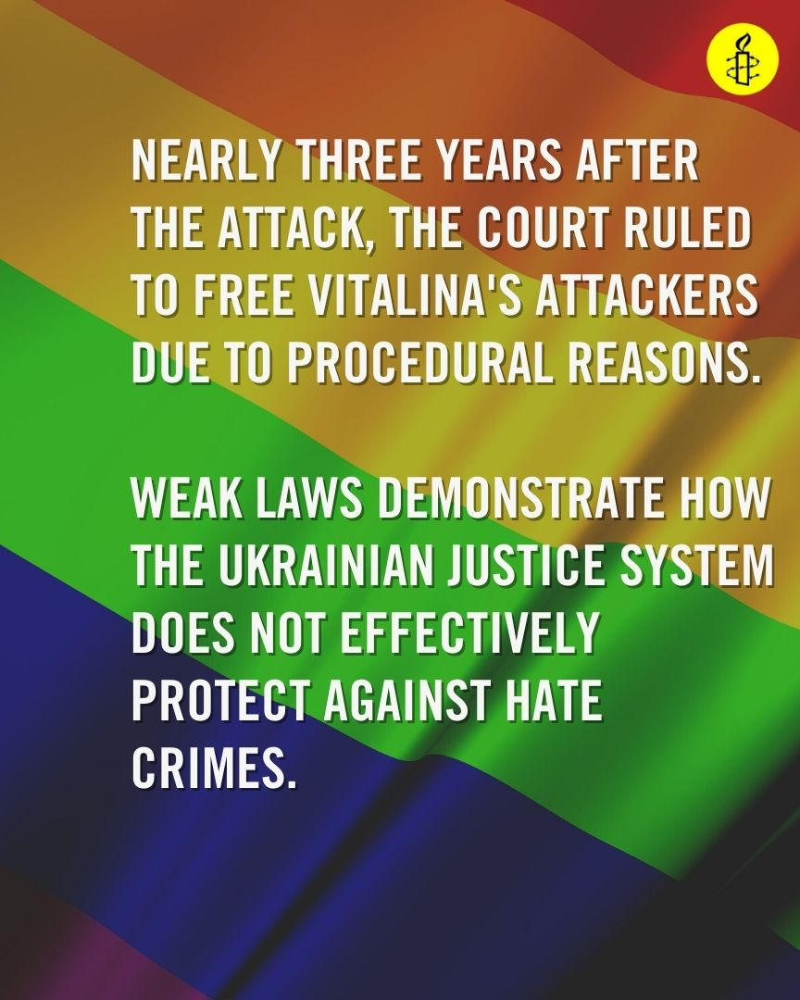 NEARLY THREE YEARS AFTER
THE ATTACK, THE COURT RULED
TO FREE VITALINA'S ATTACKERS
DUE TO PROCEDURAL REASONS.
WEAK LAWS DEMONSTRATE HOW
THE UKRAINIAN JUSTICE SYSTEM
DOES NOT EFFECTIVELY
PROTECT AGAINST HATE
CRIMES.